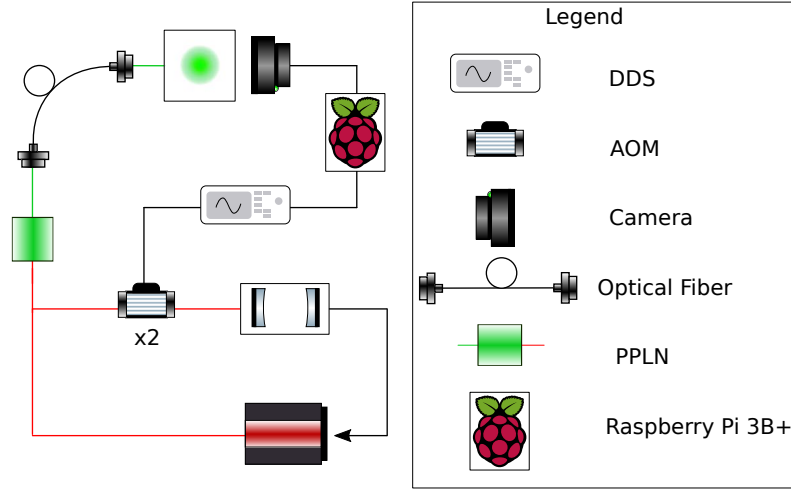 x2
Legend
DDS
AOM
Camera
Optical Fiber
PPLN
Raspberry Pi 3B+